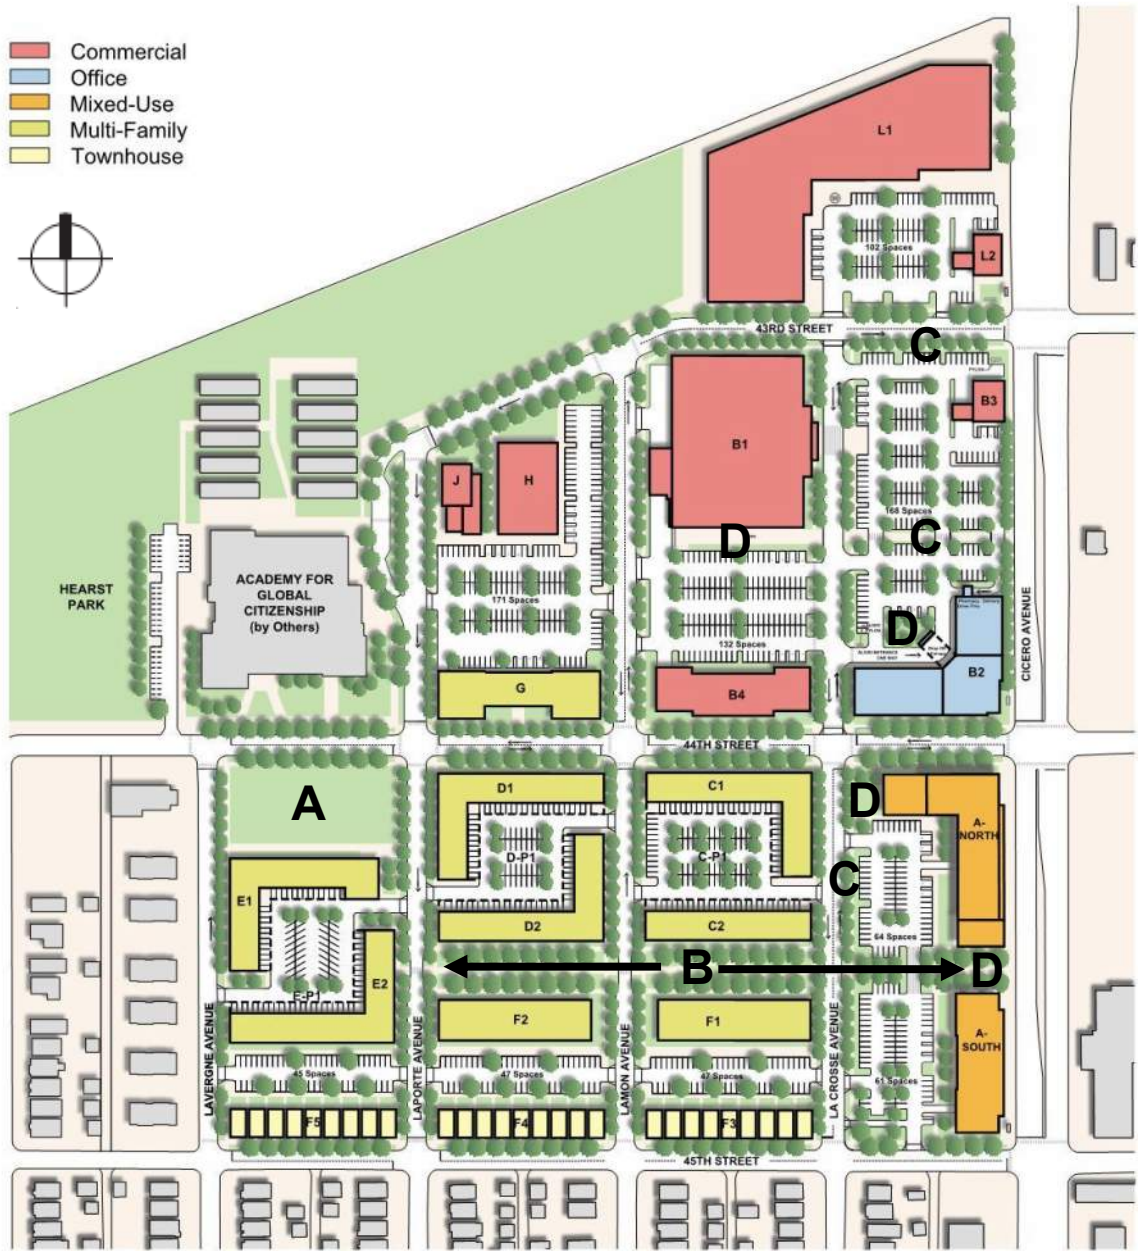 Commercial
Office
Mixed-Use
Multi-Family
Townhouse
L1
102 Spaces
L2
43RD STREET
C
B3
B1
J
H
168 Spaces
C
D
ACADEMY FOR
GLOBAL
CITIZENSHIP
(by Others)
HEARST
PARK
171 Spaces
132 Spaces
D
CICERO AVENUE
G
B4
B2
44TH STREET
A
D1
C1
D
A-
NORTH
D-P1
C-P1
C
E1
D2
C2
64 Spaces
B
D
E2
E-P1
F2
F1
A-
SOUTH
LAVERGNE AVENUE
LAPORTE AVENUE
LAMON AVENUE
LA CROSSE AVENUE
45 Spaces
47 Spaces
47 Spaces
61 Spaces
F5
F4
F3
45TH STREET